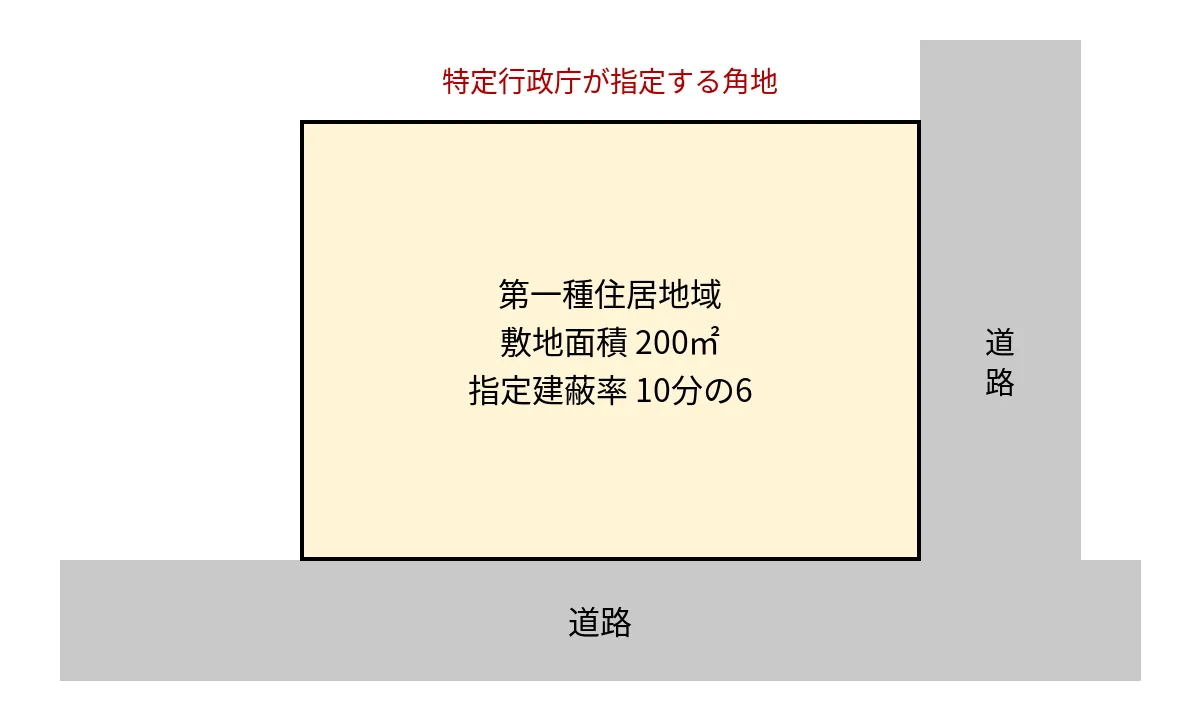 特定行政庁が指定する角地
第一種住居地域
敷地面積 200㎡
指定建蔽率 10分の6
道路
道路